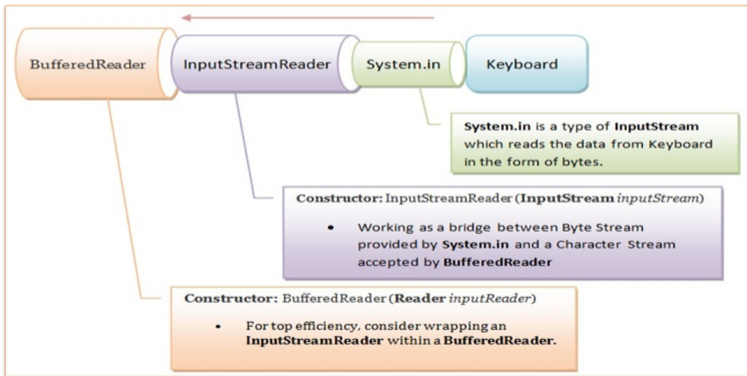 BufferedReader
InputStreamReader
System.in
Keyboard
System.in is a type of InputStream
which reads the data from Keyboard
in the form of bytes.
Constructor: InputStreamReader(InputStream inputStream)
• Working as a bridge between Byte Stream
provided by System.in and a Character Stream
accepted by BufferedReader
Constructor: BufferedReader(Reader inputReader)
• For top efficiency, consider wrapping an
InputStreamReader within a BufferedReader.